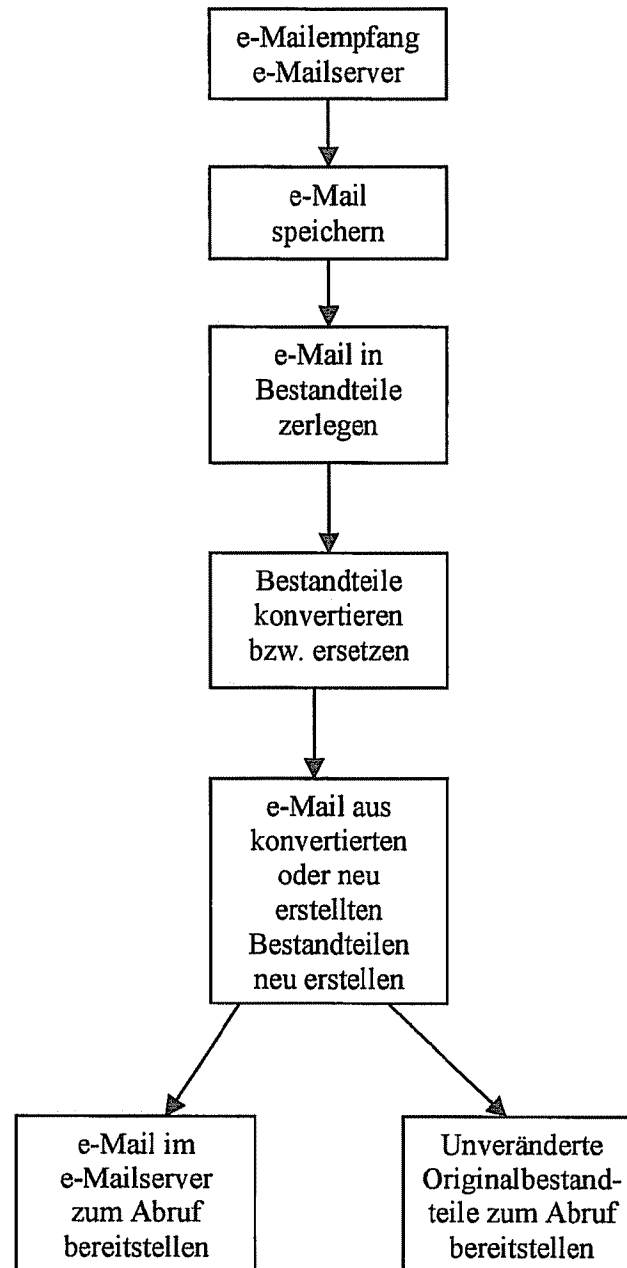 e-Mailempfang
e-Mailserver
e-Mail
speichern
e-Mail in
Bestandteile
zerlegen
Bestandteile
konvertieren
bzw. ersetzen
e-Mail aus
konvertierten
oder neu
erstellten
Bestandteilen
neu erstellen
e-Mail im
e-Mailserver
zum Abruf
bereitstellen
Unveränderte
Originalbestand-
teile zum Abruf
bereitstellen